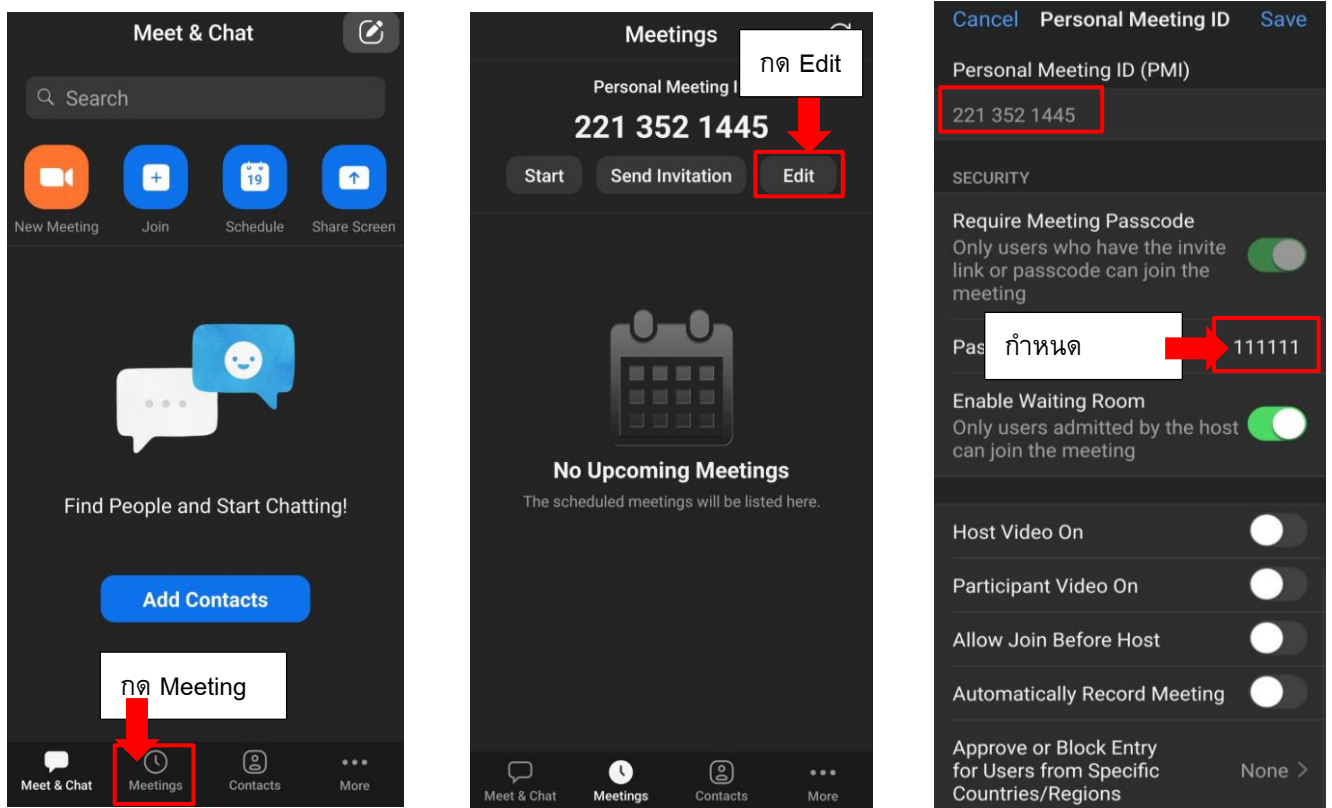 Meet & Chat
Search
19
New Meeting
Join
Schedule
Share Screen
Find People and Start Chatting!
Add Contacts
กด Meeting
Meet & Chat
Meetings
Contacts
More
Meetings
กด Edit
Personal Meeting I
221 352 1445
Start
Send Invitation
Edit
No Upcoming Meetings
The scheduled meetings will be listed here.
Meet & Chat
Meetings
Contacts
More
Cancel
Personal Meeting ID
Save
Personal Meeting ID (PMI)
221 352 1445
SECURITY
Require Meeting Passcode
Only users who have the invite
link or passcode can join the
meeting
Pas
กำหนด
111111
Enable Waiting Room
Only users admitted by the host
can join the meeting
Host Video On
Participant Video On
Allow Join Before Host
Automatically Record Meeting
Approve or Block Entry
for Users from Specific
Countries/Regions
None >